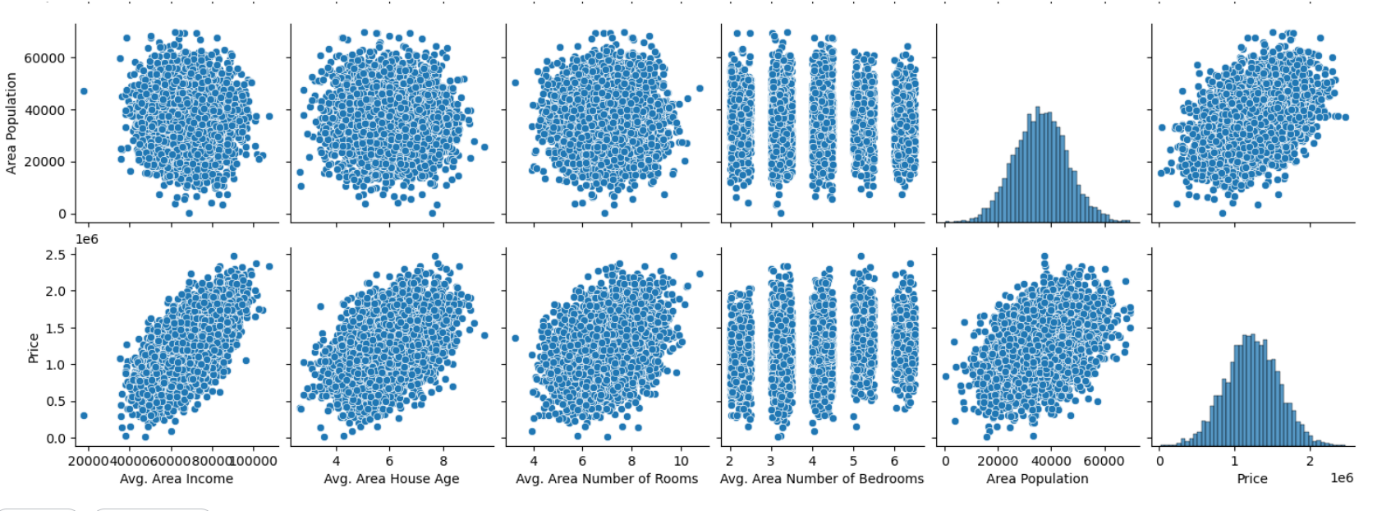 60000
40000
20000
0
Area Population
1e6
2.5
2.0
1.5
1.0
0.5
0.0
Price
20000 40000 60000 80000 100000
4 6 8
4 6 8 10
2 3 4 5 6
0 20000 40000 60000
0 1 2
1e6
Avg. Area Income
Avg. Area House Age
Avg. Area Number of Rooms
Avg. Area Number of Bedrooms
Area Population
Price